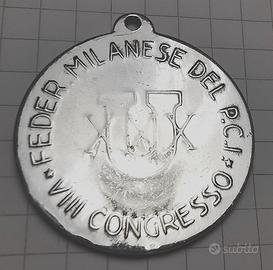 FEDER MILANESE DEL P.C.I
VIII CONGRESSO
subito